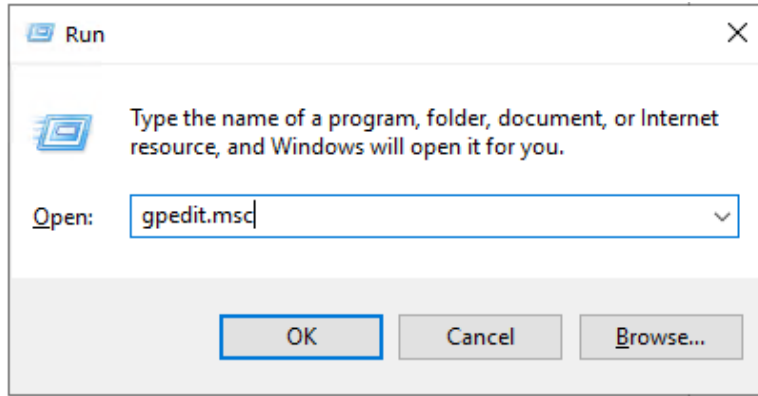 Run
Type the name of a program, folder, document, or Internet
resource, and Windows will open it for you.
Open: gpedit.msc
OK Cancel Browse...